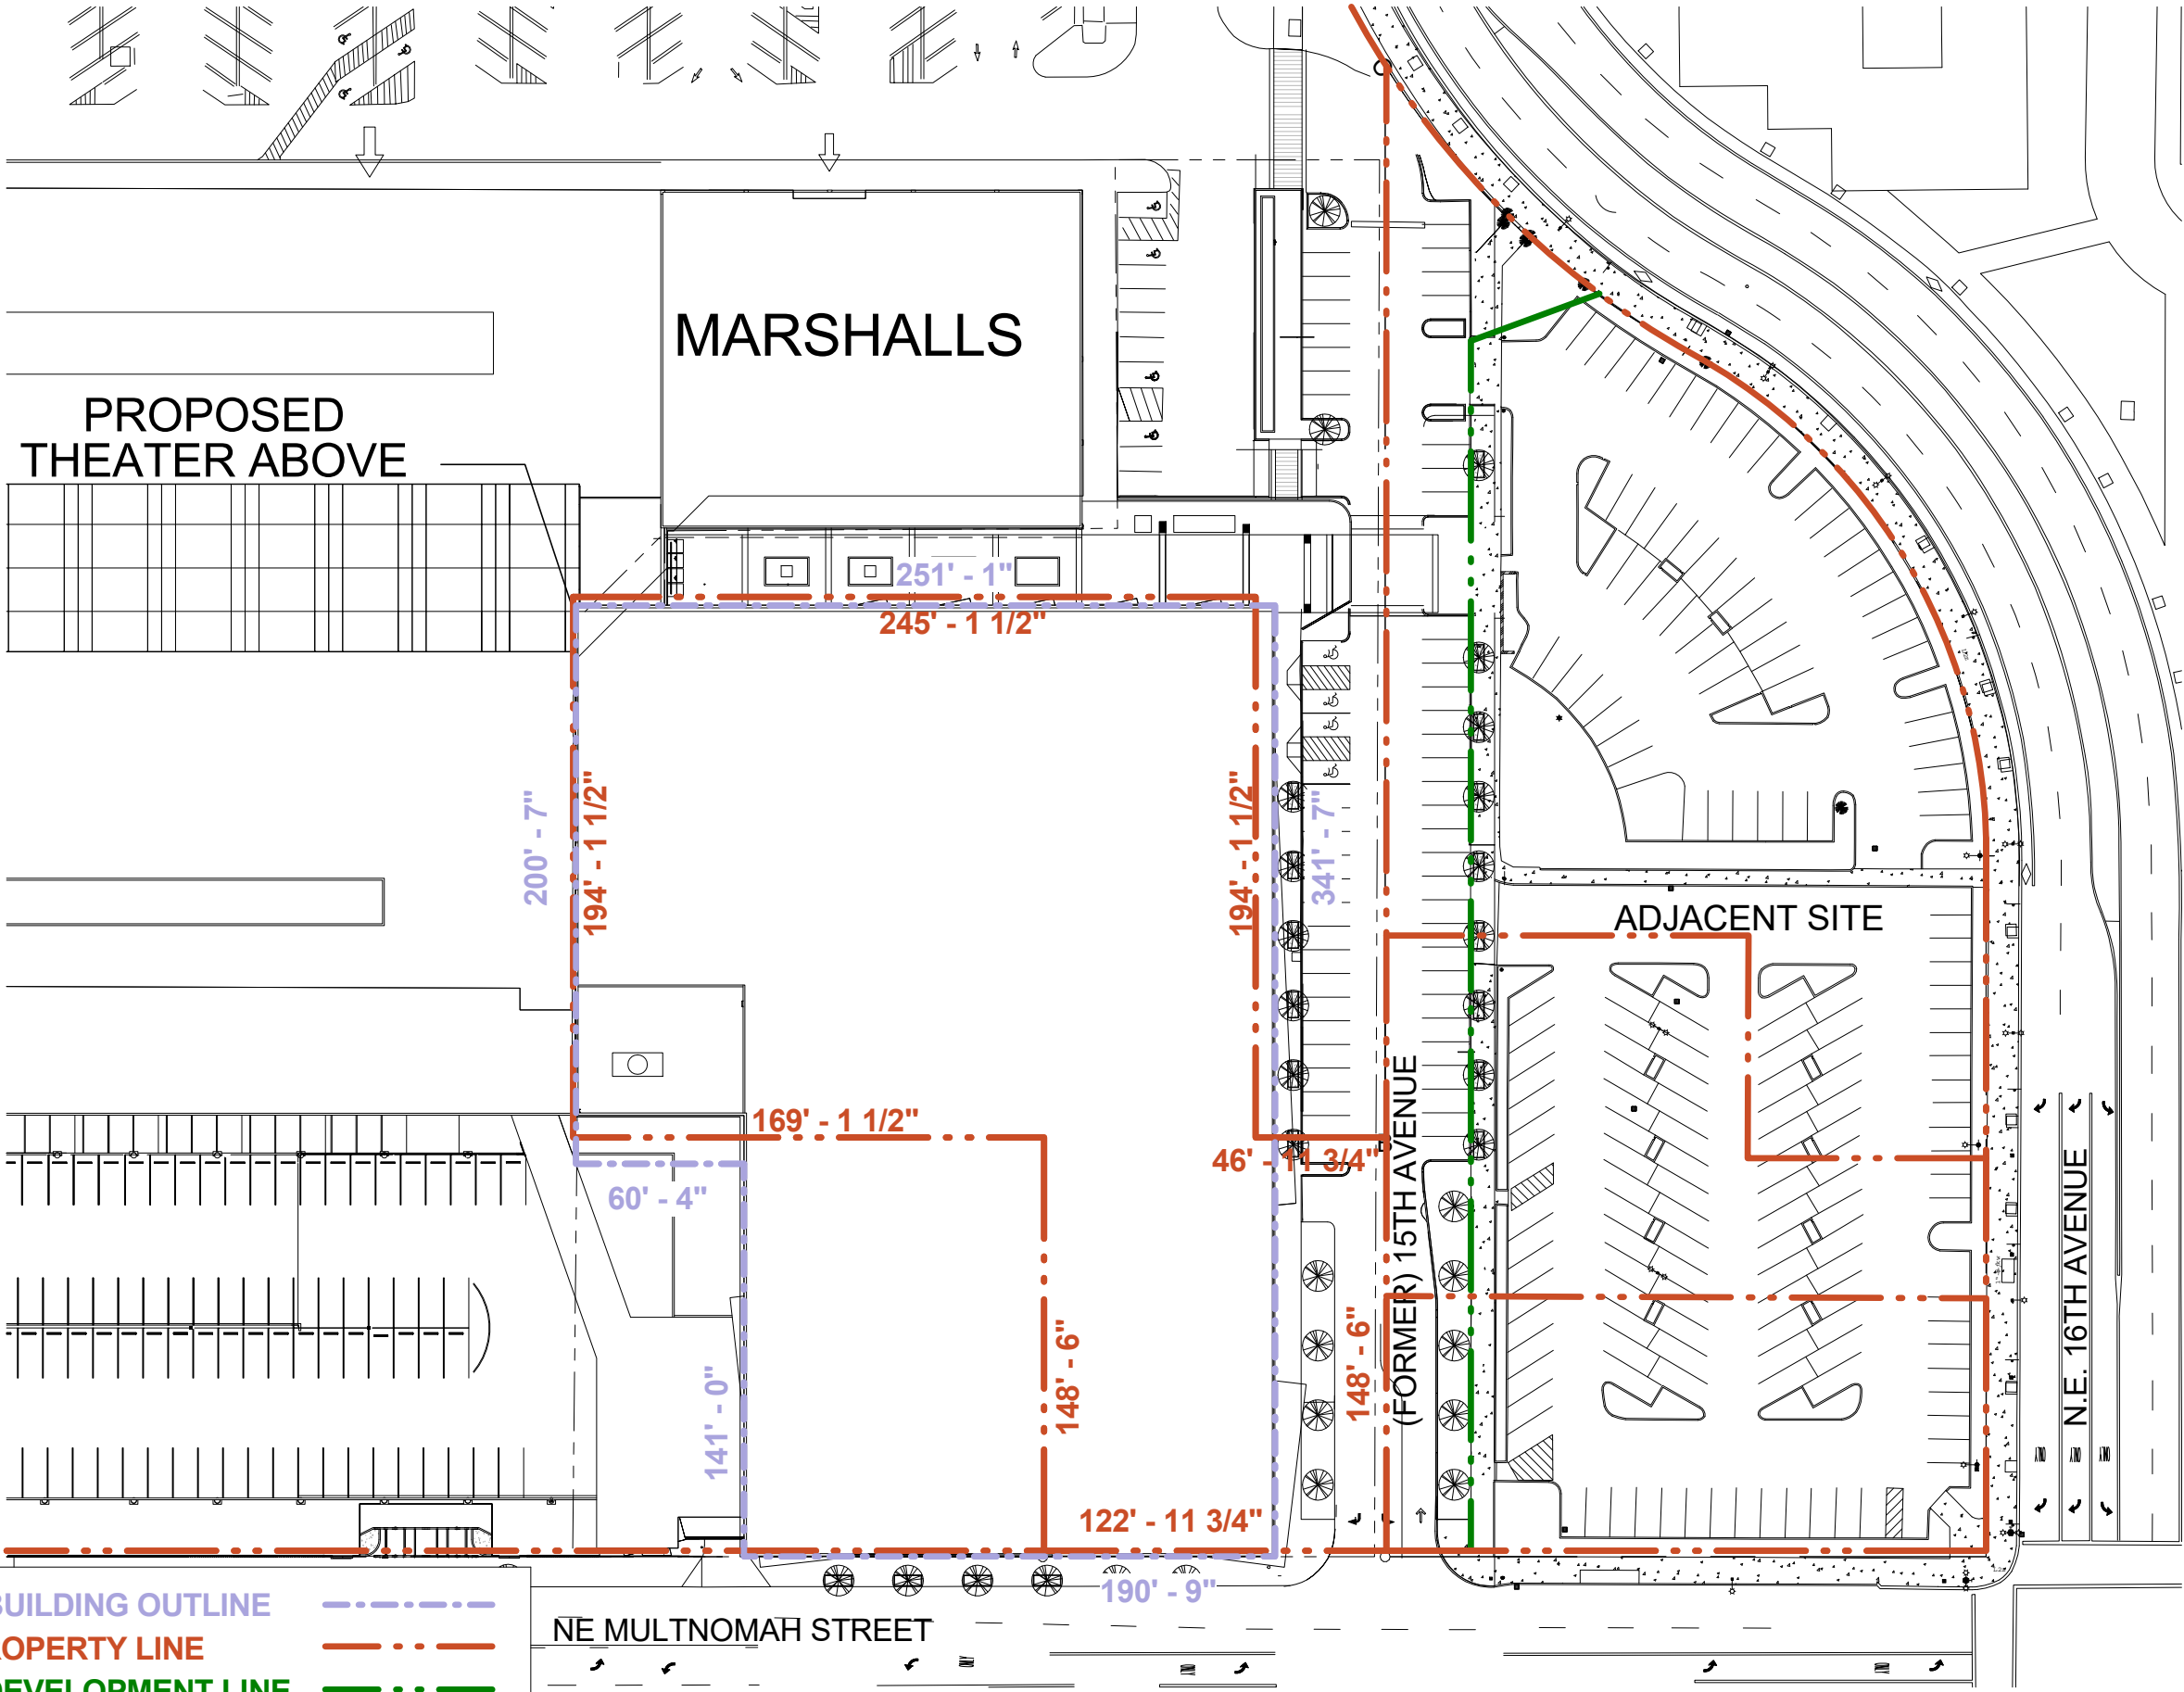 MARSHALLS
PROPOSED
THEATER ABOVE
251' - 1"
245' - 1 1/2"
200' - 7"
194' - 1 1/2"
194' - 1 1/2"
341' - 7"
ADJACENT SITE
169' - 1 1/2"
46' - 11 3/4"
60' - 4"
(FORMER) 15TH AVENUE
N.E. 16TH AVENUE
148' - 6"
148' - 6"
141' - 0"
122' - 11 3/4"
190' - 9"
BUILDING OUTLINE
OPERTY LINE
DEVELOPMENT LINE
NE MULTNOMAH STREET